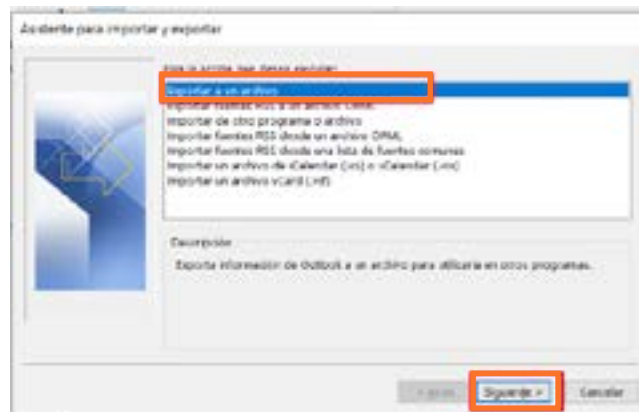 Asistente para importar y exportar
Elija la acción que desea ejecutar:
Exportar a un archivo
Exportar fuentes RSS a un archivo OPML
Importar de otro programa o archivo
Importar fuentes RSS desde un archivo OPML
Importar fuentes RSS desde una lista de fuentes comunes
Importar un archivo de iCalendar (.ics) o vCalendar (.vcs)
Importar un archivo vCard (.vcf)
Descripción
Exporta información de Outlook a un archivo para utilizarla en otros programas.
< Atrás
Siguiente >
Cancelar